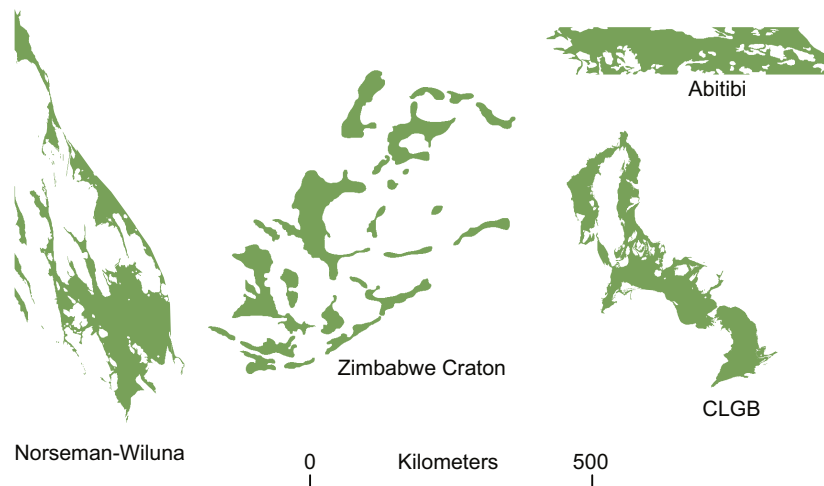 Abitibi
Zimbabwe Craton
CLGB
Norseman-Wiluna
0 Kilometers 500